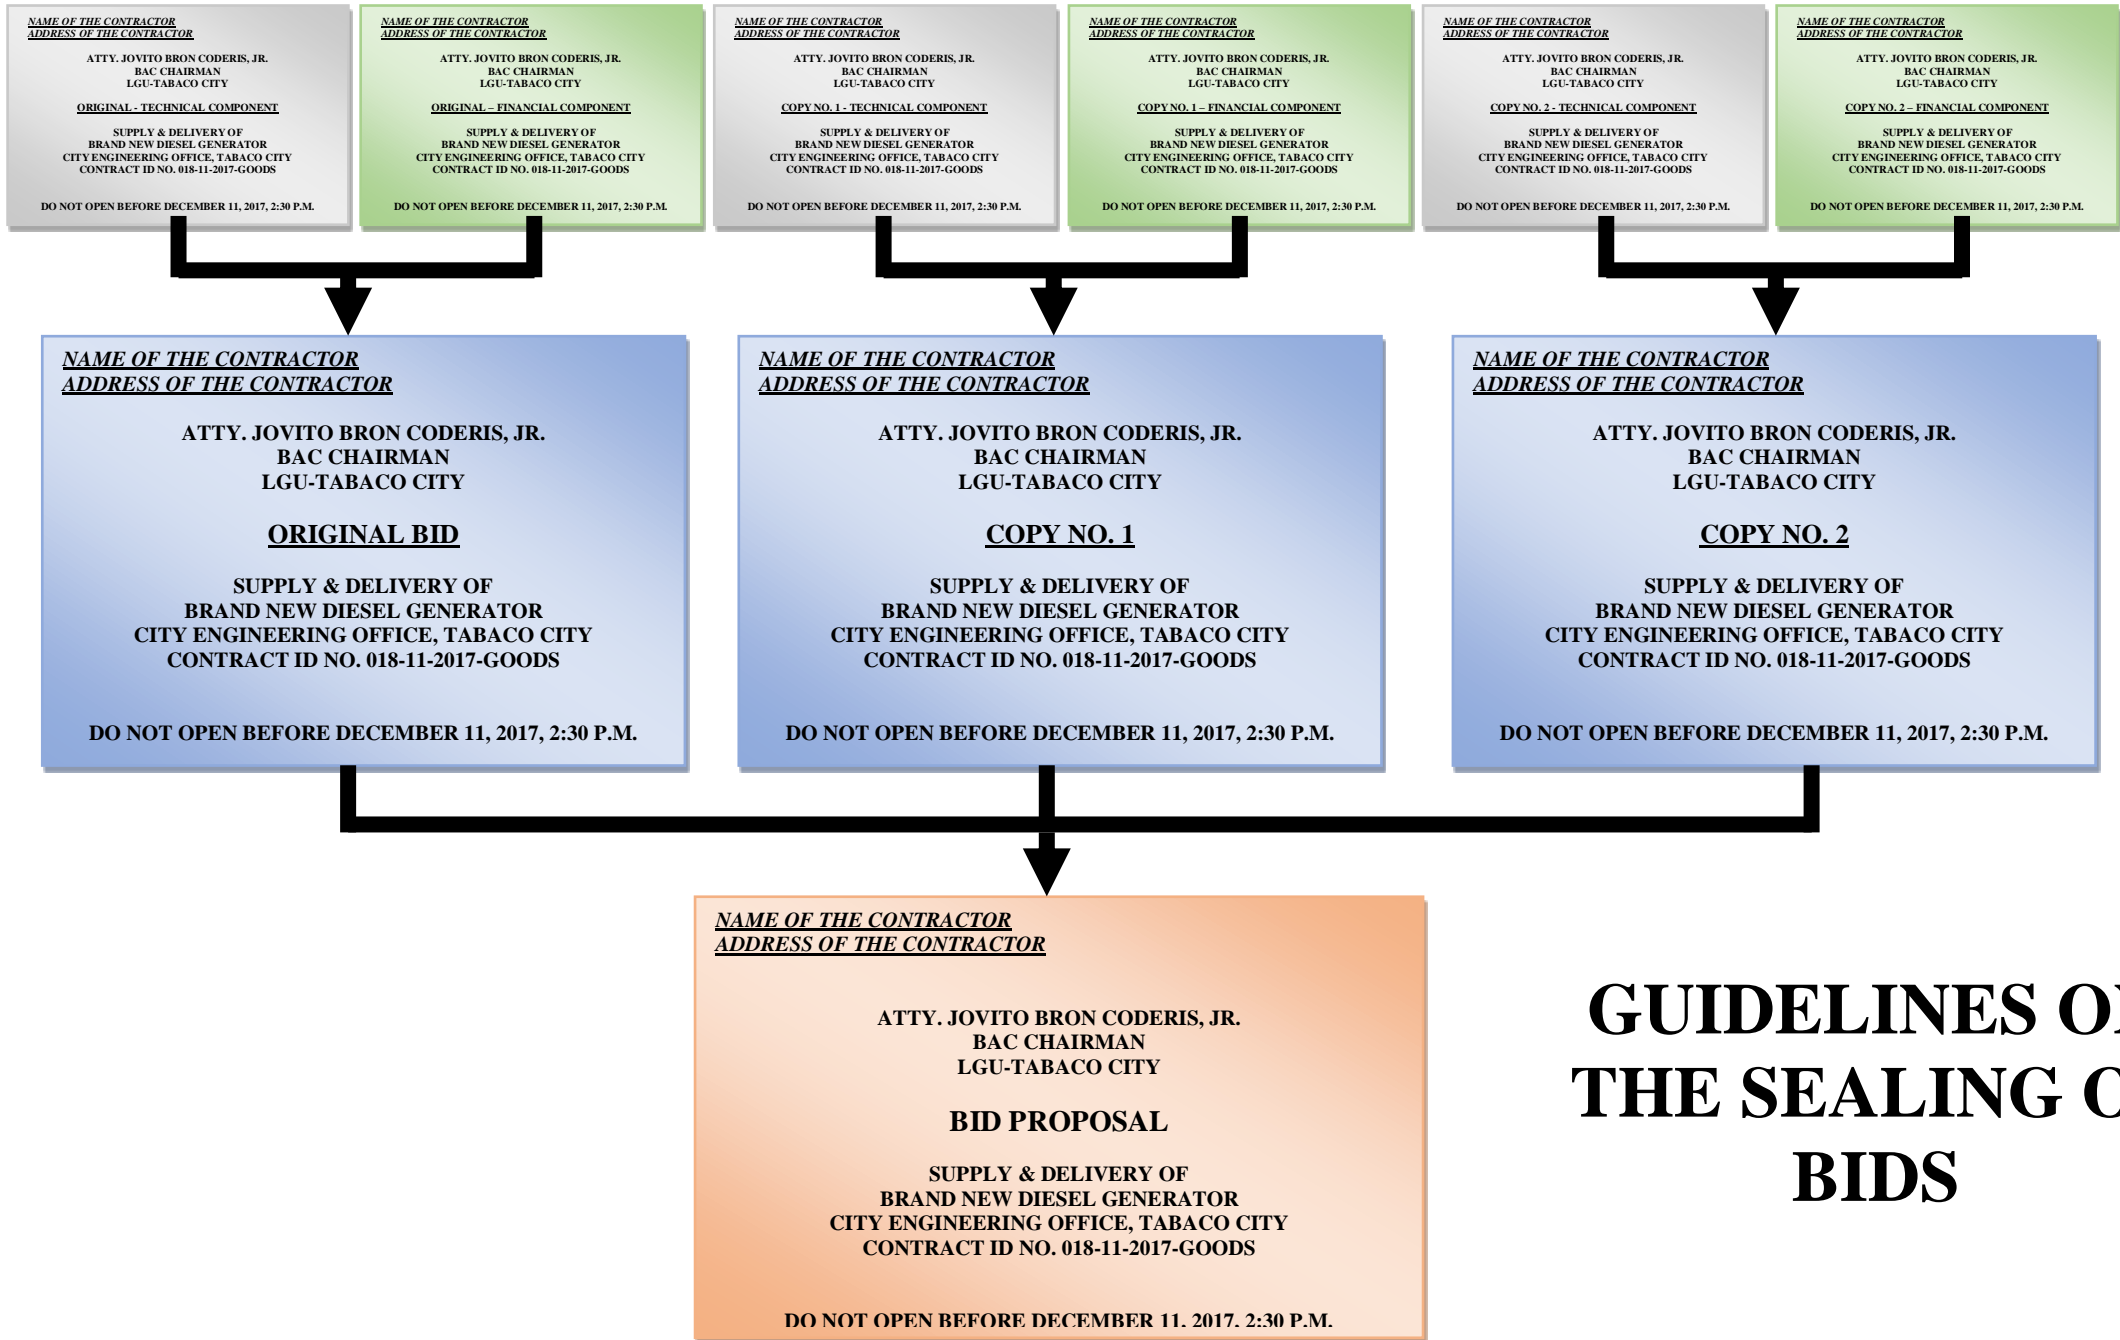 NAME OF THE CONTRACTOR
ADDRESS OF THE CONTRACTOR
ATTY. JOVITO BRON CODERIS, JR.
BAC CHAIRMAN
LGU-TABACO CITY
ORIGINAL - TECHNICAL COMPONENT
SUPPLY & DELIVERY OF
BRAND NEW DIESEL GENERATOR
CITY ENGINEERING OFFICE, TABACO CITY
CONTRACT ID NO. 018-11-2017-GOODS
DO NOT OPEN BEFORE DECEMBER 11, 2017, 2:30 P.M.
NAME OF THE CONTRACTOR
ADDRESS OF THE CONTRACTOR
ATTY. JOVITO BRON CODERIS, JR.
BAC CHAIRMAN
LGU-TABACO CITY
ORIGINAL – FINANCIAL COMPONENT
SUPPLY & DELIVERY OF
BRAND NEW DIESEL GENERATOR
CITY ENGINEERING OFFICE, TABACO CITY
CONTRACT ID NO. 018-11-2017-GOODS
DO NOT OPEN BEFORE DECEMBER 11, 2017, 2:30 P.M.
NAME OF THE CONTRACTOR
ADDRESS OF THE CONTRACTOR
ATTY. JOVITO BRON CODERIS, JR.
BAC CHAIRMAN
LGU-TABACO CITY
COPY NO. 1 - TECHNICAL COMPONENT
SUPPLY & DELIVERY OF
BRAND NEW DIESEL GENERATOR
CITY ENGINEERING OFFICE, TABACO CITY
CONTRACT ID NO. 018-11-2017-GOODS
DO NOT OPEN BEFORE DECEMBER 11, 2017, 2:30 P.M.
NAME OF THE CONTRACTOR
ADDRESS OF THE CONTRACTOR
ATTY. JOVITO BRON CODERIS, JR.
BAC CHAIRMAN
LGU-TABACO CITY
COPY NO. 1 – FINANCIAL COMPONENT
SUPPLY & DELIVERY OF
BRAND NEW DIESEL GENERATOR
CITY ENGINEERING OFFICE, TABACO CITY
CONTRACT ID NO. 018-11-2017-GOODS
DO NOT OPEN BEFORE DECEMBER 11, 2017, 2:30 P.M.
NAME OF THE CONTRACTOR
ADDRESS OF THE CONTRACTOR
ATTY. JOVITO BRON CODERIS, JR.
BAC CHAIRMAN
LGU-TABACO CITY
COPY NO. 2 - TECHNICAL COMPONENT
SUPPLY & DELIVERY OF
BRAND NEW DIESEL GENERATOR
CITY ENGINEERING OFFICE, TABACO CITY
CONTRACT ID NO. 018-11-2017-GOODS
DO NOT OPEN BEFORE DECEMBER 11, 2017, 2:30 P.M.
NAME OF THE CONTRACTOR
ADDRESS OF THE CONTRACTOR
ATTY. JOVITO BRON CODERIS, JR.
BAC CHAIRMAN
LGU-TABACO CITY
COPY NO. 2 – FINANCIAL COMPONENT
SUPPLY & DELIVERY OF
BRAND NEW DIESEL GENERATOR
CITY ENGINEERING OFFICE, TABACO CITY
CONTRACT ID NO. 018-11-2017-GOODS
DO NOT OPEN BEFORE DECEMBER 11, 2017, 2:30 P.M.
NAME OF THE CONTRACTOR
ADDRESS OF THE CONTRACTOR
ATTY. JOVITO BRON CODERIS, JR.
BAC CHAIRMAN
LGU-TABACO CITY
ORIGINAL BID
SUPPLY & DELIVERY OF
BRAND NEW DIESEL GENERATOR
CITY ENGINEERING OFFICE, TABACO CITY
CONTRACT ID NO. 018-11-2017-GOODS
DO NOT OPEN BEFORE DECEMBER 11, 2017, 2:30 P.M.
NAME OF THE CONTRACTOR
ADDRESS OF THE CONTRACTOR
ATTY. JOVITO BRON CODERIS, JR.
BAC CHAIRMAN
LGU-TABACO CITY
COPY NO. 1
SUPPLY & DELIVERY OF
BRAND NEW DIESEL GENERATOR
CITY ENGINEERING OFFICE, TABACO CITY
CONTRACT ID NO. 018-11-2017-GOODS
DO NOT OPEN BEFORE DECEMBER 11, 2017, 2:30 P.M.
NAME OF THE CONTRACTOR
ADDRESS OF THE CONTRACTOR
ATTY. JOVITO BRON CODERIS, JR.
BAC CHAIRMAN
LGU-TABACO CITY
COPY NO. 2
SUPPLY & DELIVERY OF
BRAND NEW DIESEL GENERATOR
CITY ENGINEERING OFFICE, TABACO CITY
CONTRACT ID NO. 018-11-2017-GOODS
DO NOT OPEN BEFORE DECEMBER 11, 2017, 2:30 P.M.
NAME OF THE CONTRACTOR
ADDRESS OF THE CONTRACTOR
ATTY. JOVITO BRON CODERIS, JR.
BAC CHAIRMAN
LGU-TABACO CITY
BID PROPOSAL
SUPPLY & DELIVERY OF
BRAND NEW DIESEL GENERATOR
CITY ENGINEERING OFFICE, TABACO CITY
CONTRACT ID NO. 018-11-2017-GOODS
DO NOT OPEN BEFORE DECEMBER 11, 2017, 2:30 P.M.
GUIDELINES
THE SEALING
BIDS